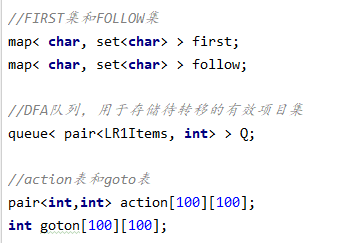 //FIRST集和FOLLOW集
map< char, set<char> > first;
map< char, set<char> > follow;
//DFA队列, 用于存储待转移的有效项目集
queue< pair<LR1Items, int> > Q;
//action表和goto表
pair<int,int> action[100][100];
int goton[100][100];